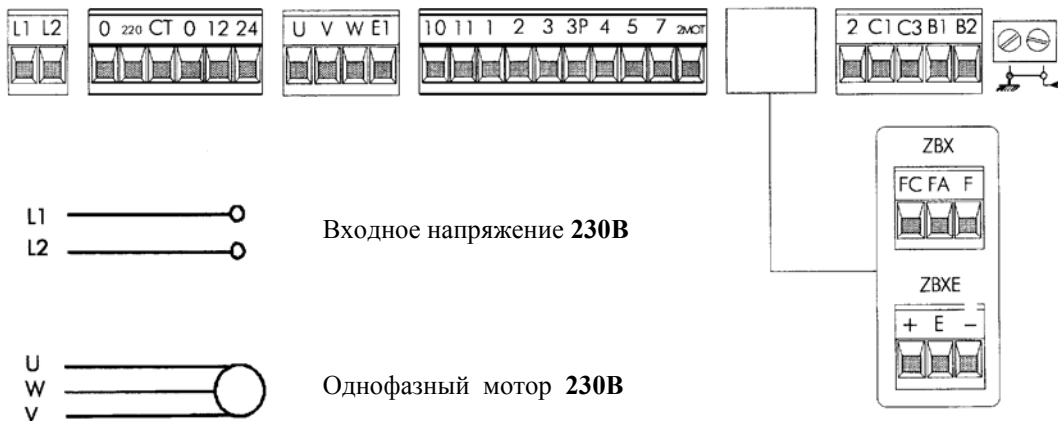 L1 L2 0 220 CT 0 12 24 U V W E1 10 11 1 2 3 3P 4 5 7 2МОТ 2 C1 C3 B1 B2
ZBX
FC FA F
L1
L2
Входное напряжение 230В
ZBXE
+ E -
U
W
V
Однофазный мотор 230В